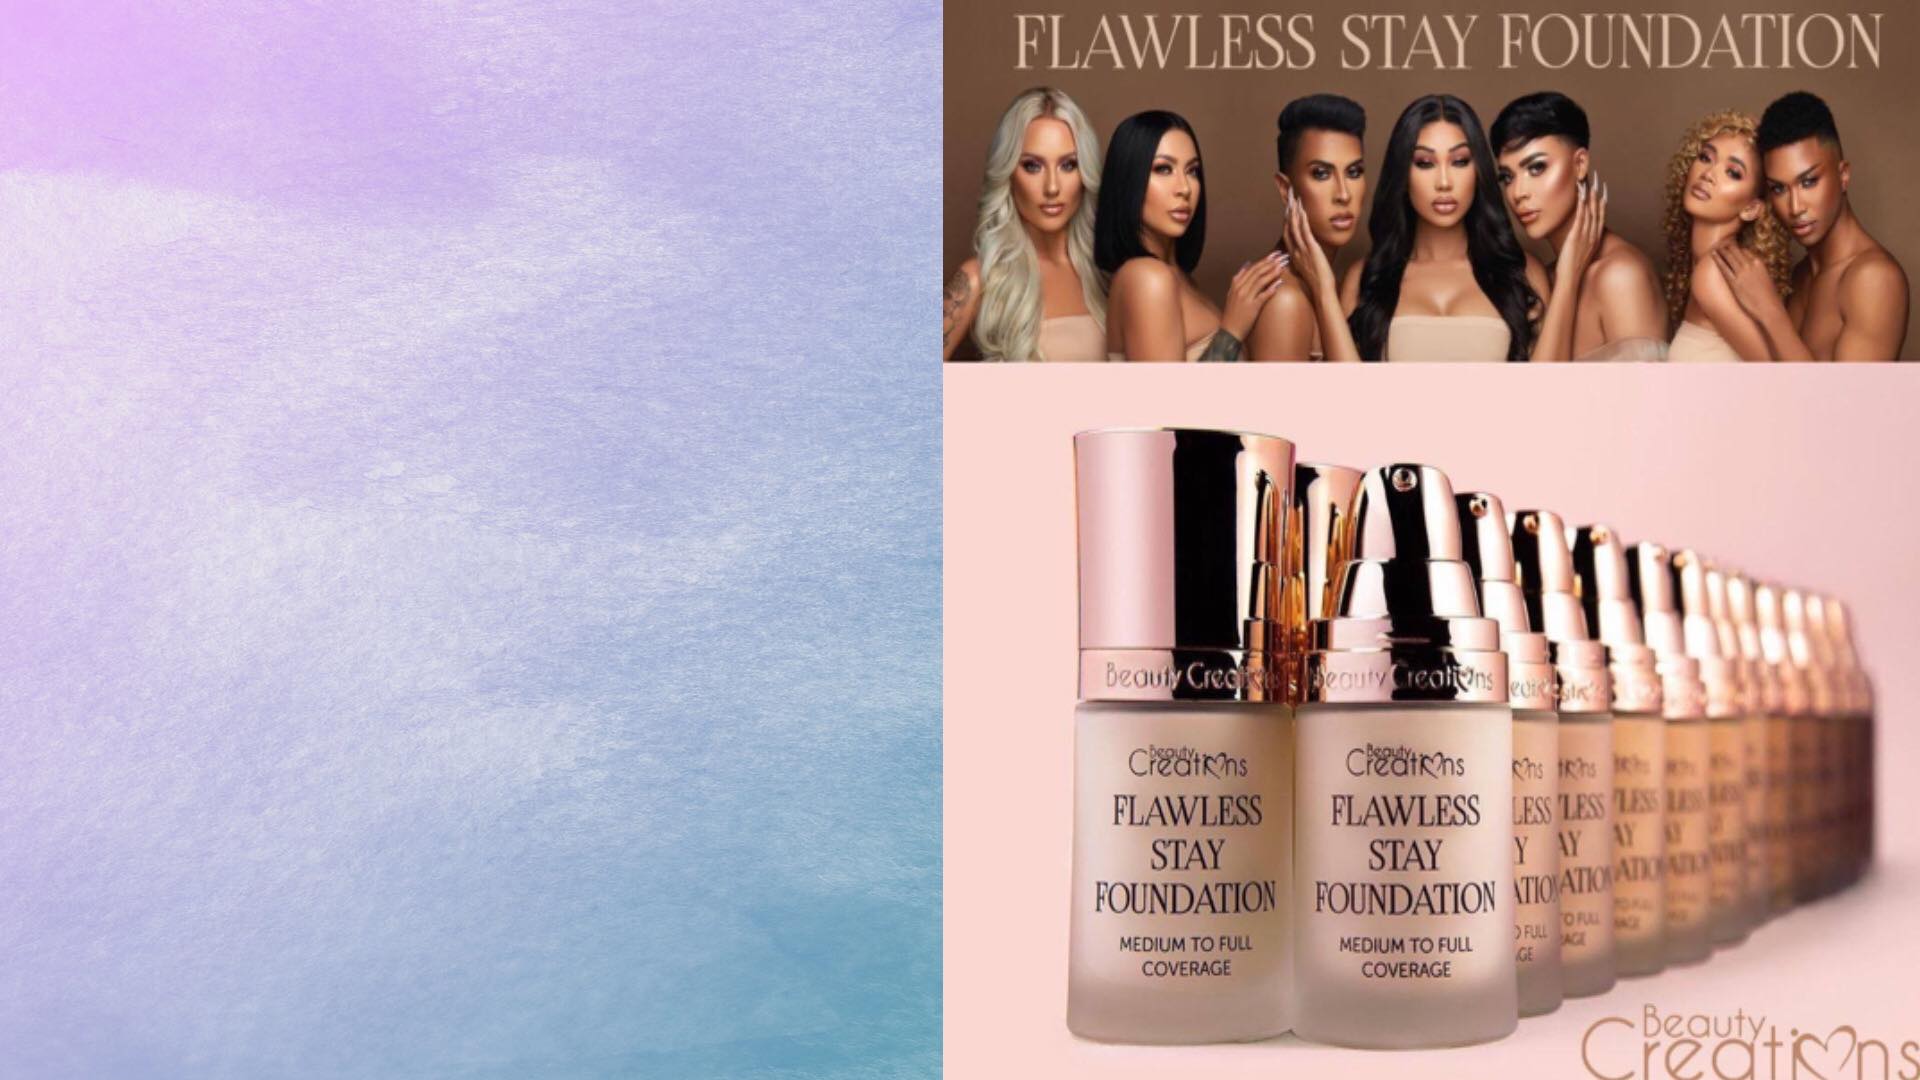 FLAWLESS STAY FOUNDATION
Beauty Creati
Beauty Creations
Beauty
Creations
FLAWLESS
STAY
FOUNDATION
MEDIUM TO FULL
COVERAGE
Beauty
Creations
FLAWLESS
STAY
FOUNDATION
MEDIUM TO FULL
COVERAGE
Beauty
Creations